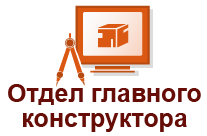 Отдел главного
конструктора